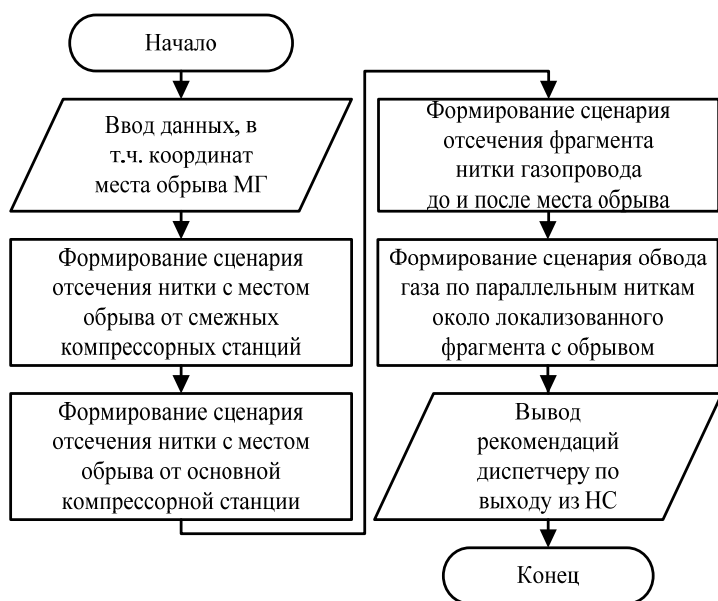 Начало
Ввод данных, в
т.ч. координат
места обрыва МГ
Формирование сценария
отсечения нитки с местом
обрыва от смежных
компрессорных станций
Формирование сценария
отсечения нитки с местом
обрыва от основной
компрессорной станции
Формирование сценария
отсечения фрагмента
нитки газопровода
до и после места обрыва
Формирование сценария обвода
газа по параллельным ниткам
около локализованного
фрагмента с обрывом
Вывод
рекомендаций
диспетчеру по
выходу из НС
Конец